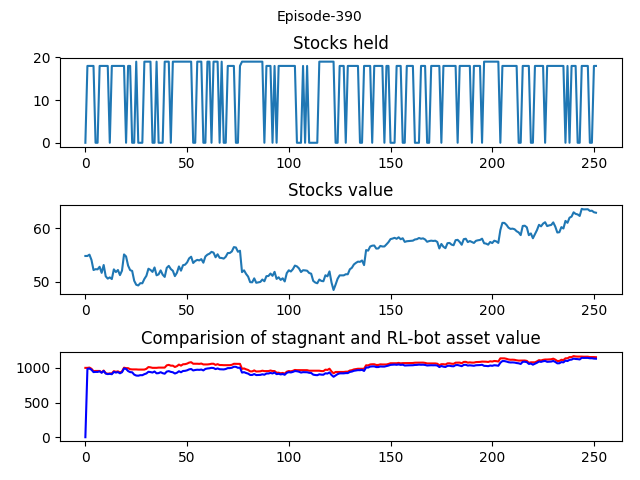 Episode-390
Stocks held
20
10
0
0 50 100 150 200 250
Stocks value
60
50
0 50 100 150 200 250
Comparision of stagnant and RL-bot asset value
1000
500
0
0 50 100 150 200 250